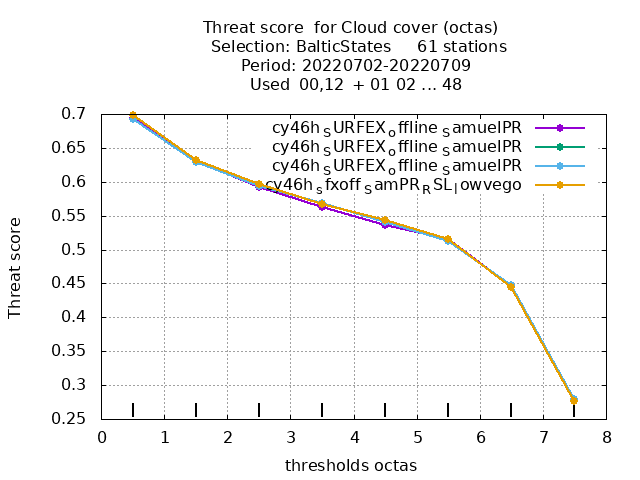 Threat score for Cloud cover (octas)
Selection: BalticStates 61 stations
Period: 20220702-20220709
Used 00,12 + 01 02 ... 48
cy46h_SURFEX_offline_SamuelPR
cy46h_SURFEX_offline_SamuelPR
cy46h_SURFEX_offline_SamuelPR
cy46h_sfxoff_SamPR_RSL_lowvego
Threat score
0.7
0.65
0.6
0.55
0.5
0.45
0.4
0.35
0.3
0.25
0 1 2 3 4 5 6 7 8
thresholds octas